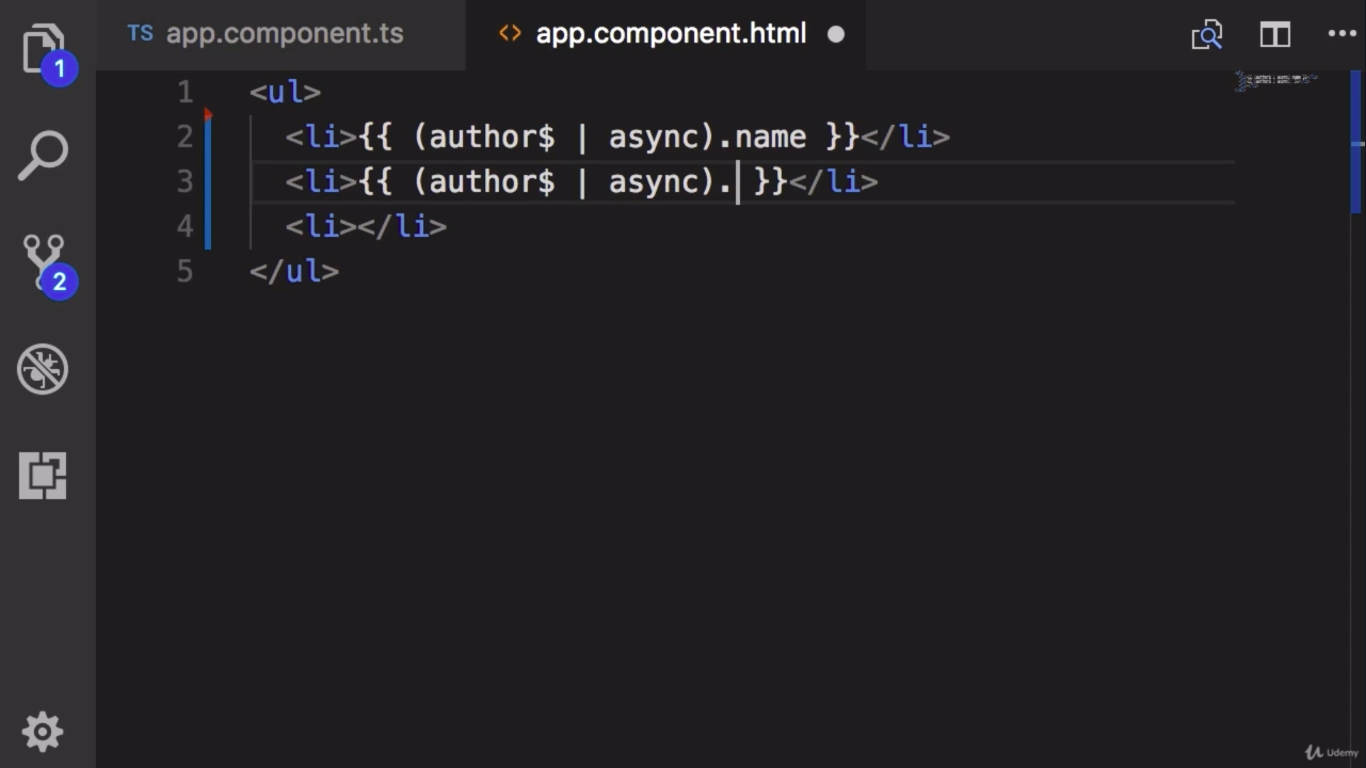 TS app.component.ts <> app.component.html
1
2
1 <ul>
2 <li>{{ (author$ | async).name }}</li>
3 <li>{{ (author$ | async). }}</li>
4 <li></li>
5 </ul>
Udemy